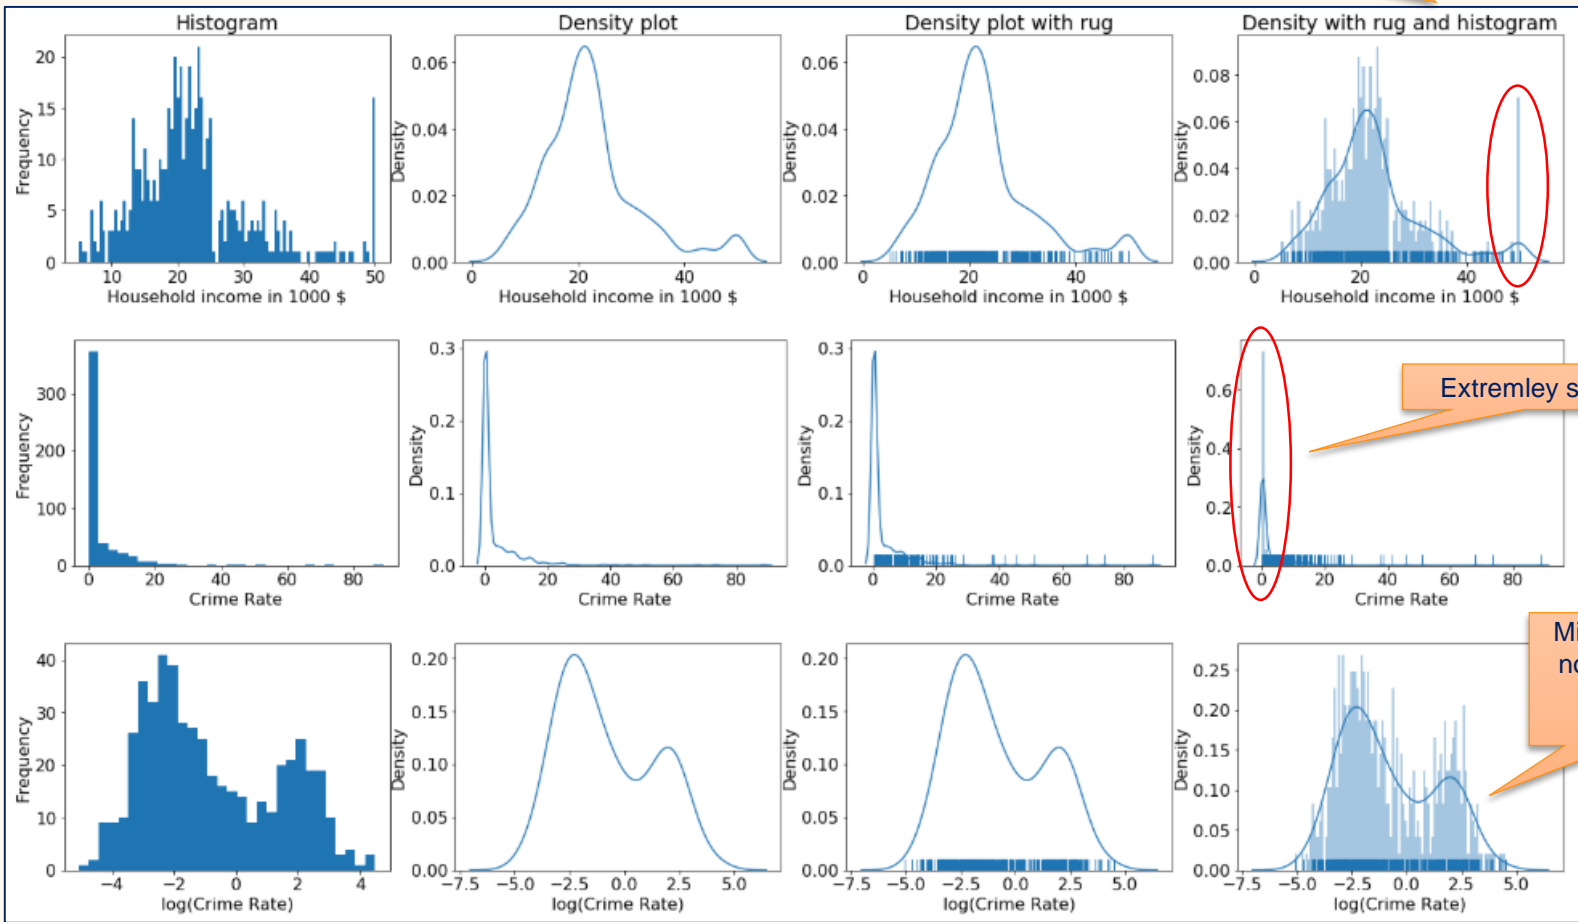 Histogram
Density plot
Density plot with rug
Density with rug and histogram
Frequency
20
15
10
5
0
10 20 30 40 50
Household income in 1000 $
Density
0.06
0.04
0.02
0.00
0 20 40
Household income in 1000 $
Density
0.06
0.04
0.02
0.00
0 20 40
Household income in 1000 $
Density
0.08
0.06
0.04
0.02
0.00
0 20 40
Household income in 1000 $
Frequency
300
200
100
0
0 20 40 60 80
Crime Rate
Density
0.3
0.2
0.1
0.0
0 20 40 60 80
Crime Rate
Density
0.3
0.2
0.1
0.0
0 20 40 60 80
Crime Rate
Density
0.6
0.4
0.2
0.0
0 20 40 60 80
Crime Rate
Extremley s
Frequency
40
30
20
10
0
−4 −2 0 2 4
log(Crime Rate)
Density
0.20
0.15
0.10
0.05
0.00
−7.5 −5.0 −2.5 0.0 2.5 5.0
log(Crime Rate)
Density
0.20
0.15
0.10
0.05
0.00
−7.5 −5.0 −2.5 0.0 2.5 5.0
log(Crime Rate)
Density
0.25
0.20
0.15
0.10
0.05
0.00
−7.5 −5.0 −2.5 0.0 2.5 5.0
log(Crime Rate)
Mi
no